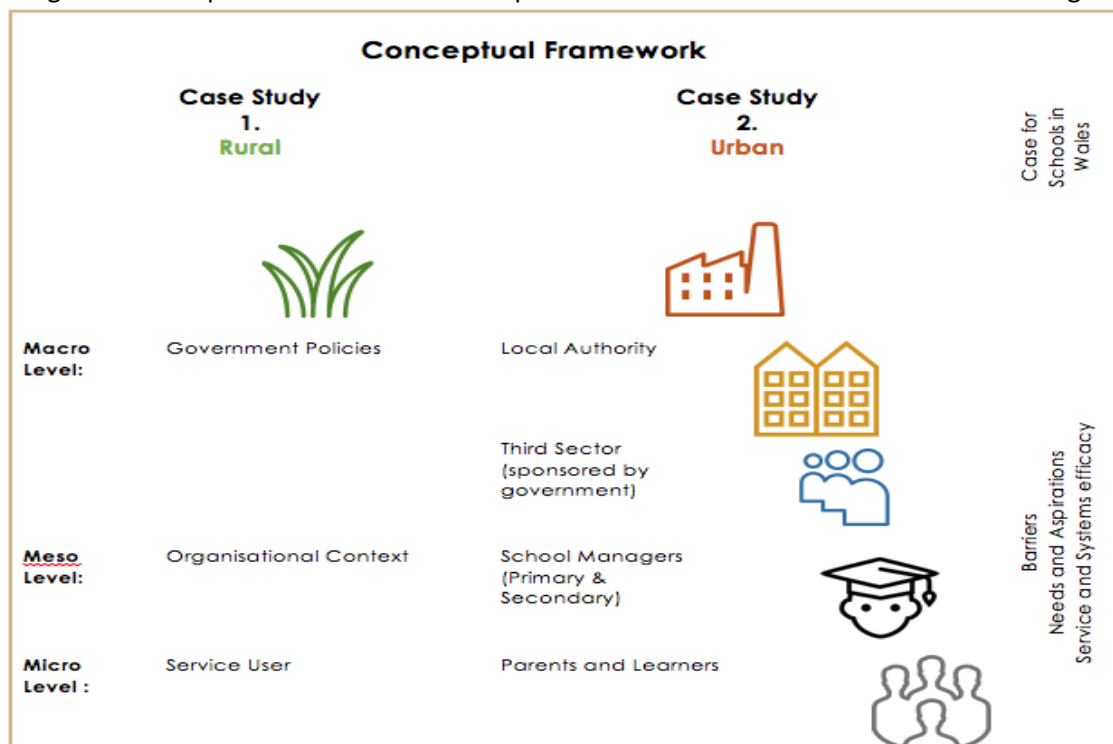 Conceptual Framework
Case Study
1.
Rural
Case Study
2.
Urban
Case for
Schools in
Wales
Macro
Level:
Government Policies
Local Authority
Third Sector
(sponsored by
government)
Meso
Level:
Organisational Context
School Managers
(Primary &
Secondary)
Micro
Level :
Service User
Parents and Learners
Barriers
Needs and Aspirations
Service and Systems efficacy